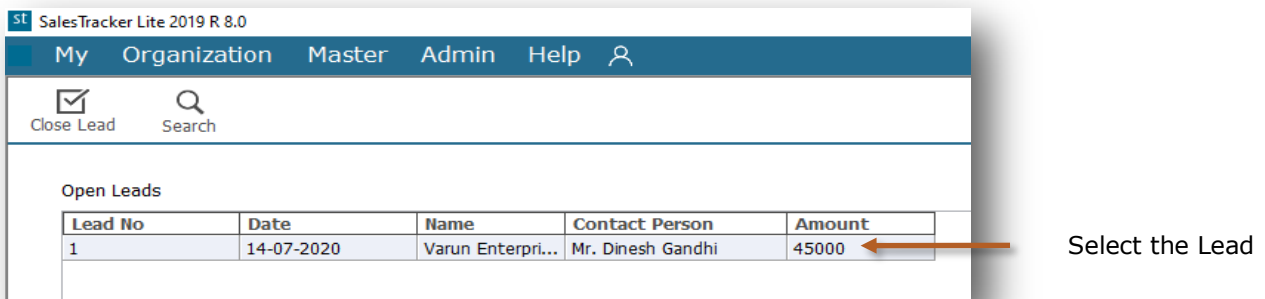 st SalesTracker Lite 2019 R 8.0
My Organization Master Admin Help
Close Lead Search
Open Leads
Lead No Date Name Contact Person Amount
1 14-07-2020 Varun Enterpri... Mr. Dinesh Gandhi 45000
Select the Lead